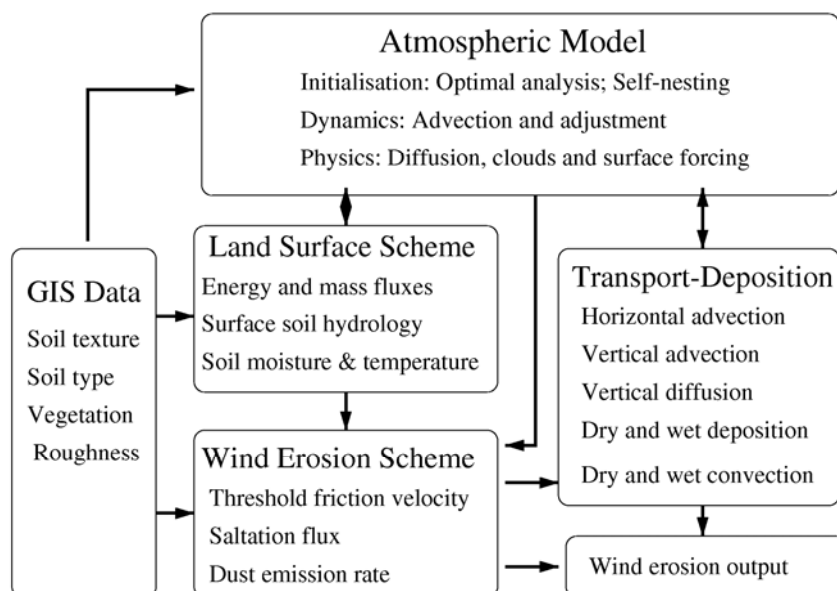 Atmospheric Model
Initialisation: Optimal analysis; Self-nesting
Dynamics: Advection and adjustment
Physics: Diffusion, clouds and surface forcing
GIS Data
Soil texture
Soil type
Vegetation
Roughness
Land Surface Scheme
Energy and mass fluxes
Surface soil hydrology
Soil moisture & temperature
Wind Erosion Scheme
Threshold friction velocity
Saltation flux
Dust emission rate
Transport-Deposition
Horizontal advection
Vertical advection
Vertical diffusion
Dry and wet deposition
Dry and wet convection
Wind erosion output